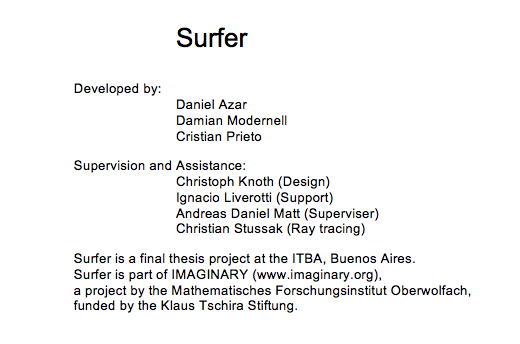 Surfer
Developed by:
Daniel Azar
Damian Modernell
Cristian Prieto
Supervision and Assistance:
Christoph Knoth (Design)
Ignacio Liverotti (Support)
Andreas Daniel Matt (Superviser)
Christian Stussak (Ray tracing)
Surfer is a final thesis project at the ITBA, Buenos Aires.
Surfer is part of IMAGINARY (www.imaginary.org),
a project by the Mathematisches Forschungsinstitut Oberwolfach,
funded by the Klaus Tschira Stiftung.